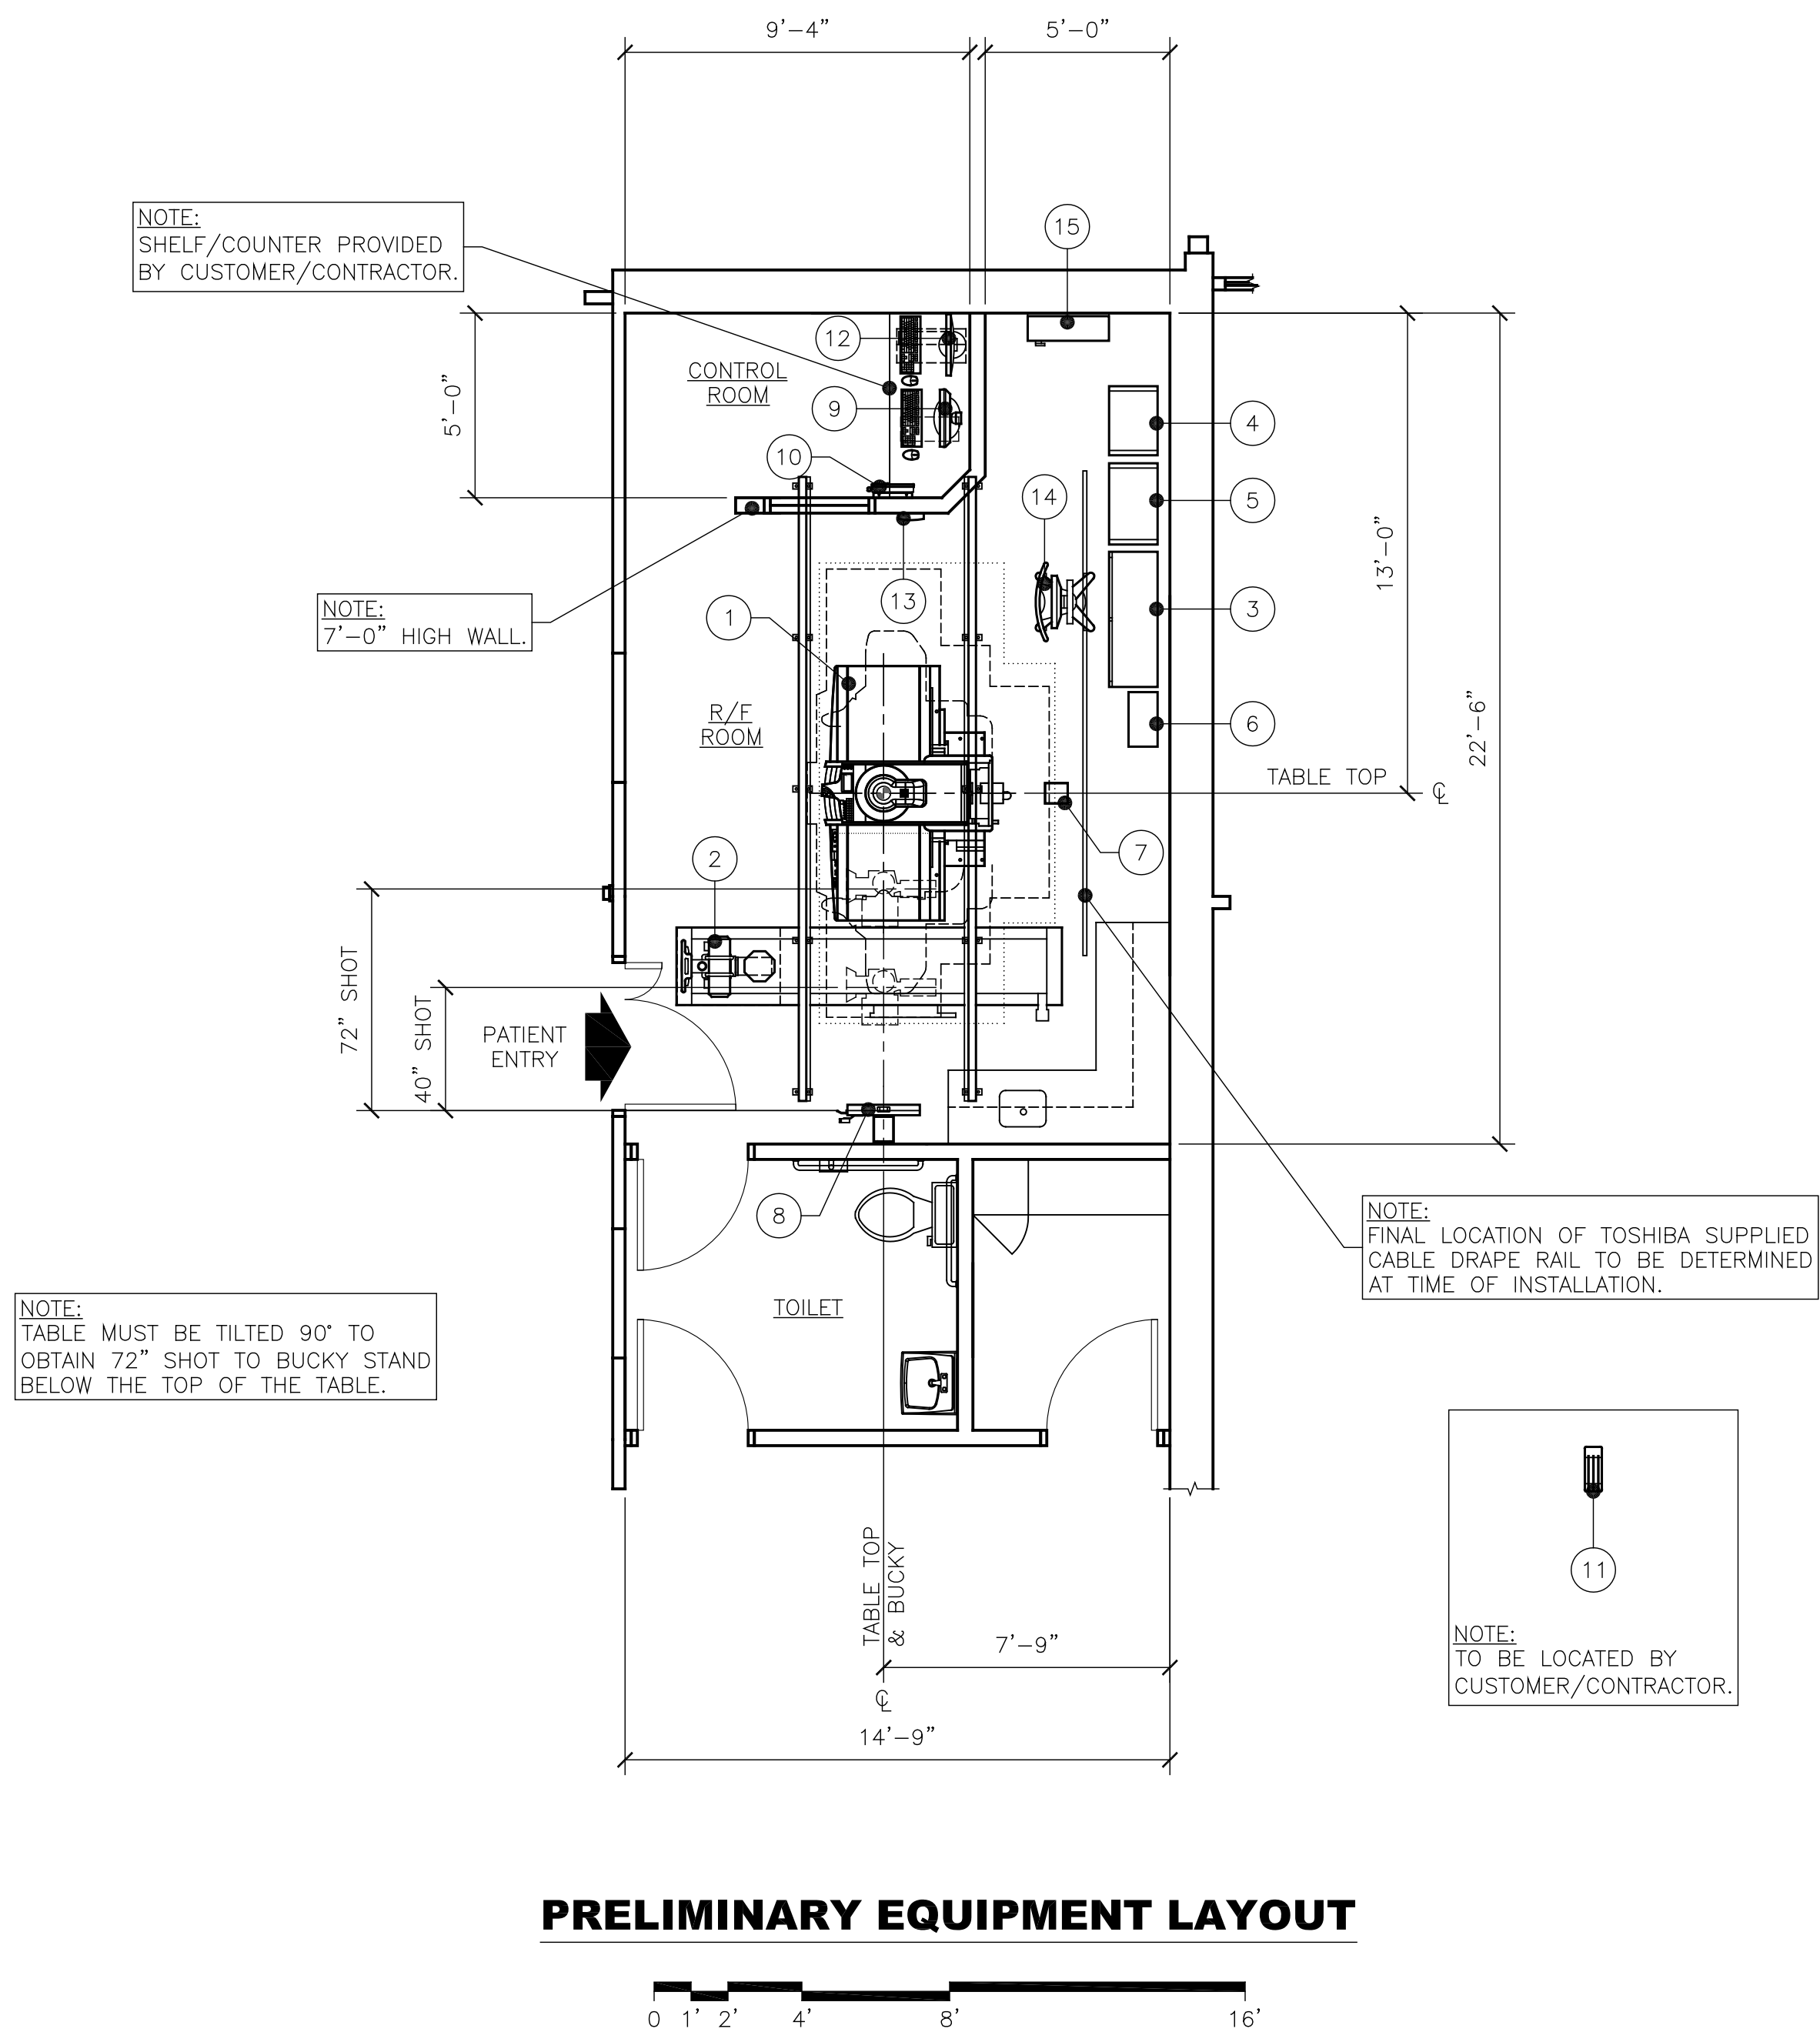 9'-4"
5'-0"
NOTE:
SHELF/COUNTER PROVIDED
BY CUSTOMER/CONTRACTOR.
15
12
CONTROL
ROOM
9
4
5'-0"
10
14
5
13'-0"
NOTE:
7'-0" HIGH WALL.
13
1
3
R/F
ROOM
6
22'-6"
TABLE TOP
℄
2
7
72" SHOT
40" SHOT
PATIENT
ENTRY
8
NOTE:
FINAL LOCATION OF TOSHIBA SUPPLIED
CABLE DRAPE RAIL TO BE DETERMINED
AT TIME OF INSTALLATION.
NOTE:
TABLE MUST BE TILTED 90° TO
OBTAIN 72" SHOT TO BUCKY STAND
BELOW THE TOP OF THE TABLE.
TOILET
11
NOTE:
TO BE LOCATED BY
CUSTOMER/CONTRACTOR.
TABLE TOP
& BUCKY
7'-9"
℄
14'-9"
PRELIMINARY EQUIPMENT LAYOUT
0 1' 2' 4' 8' 16'